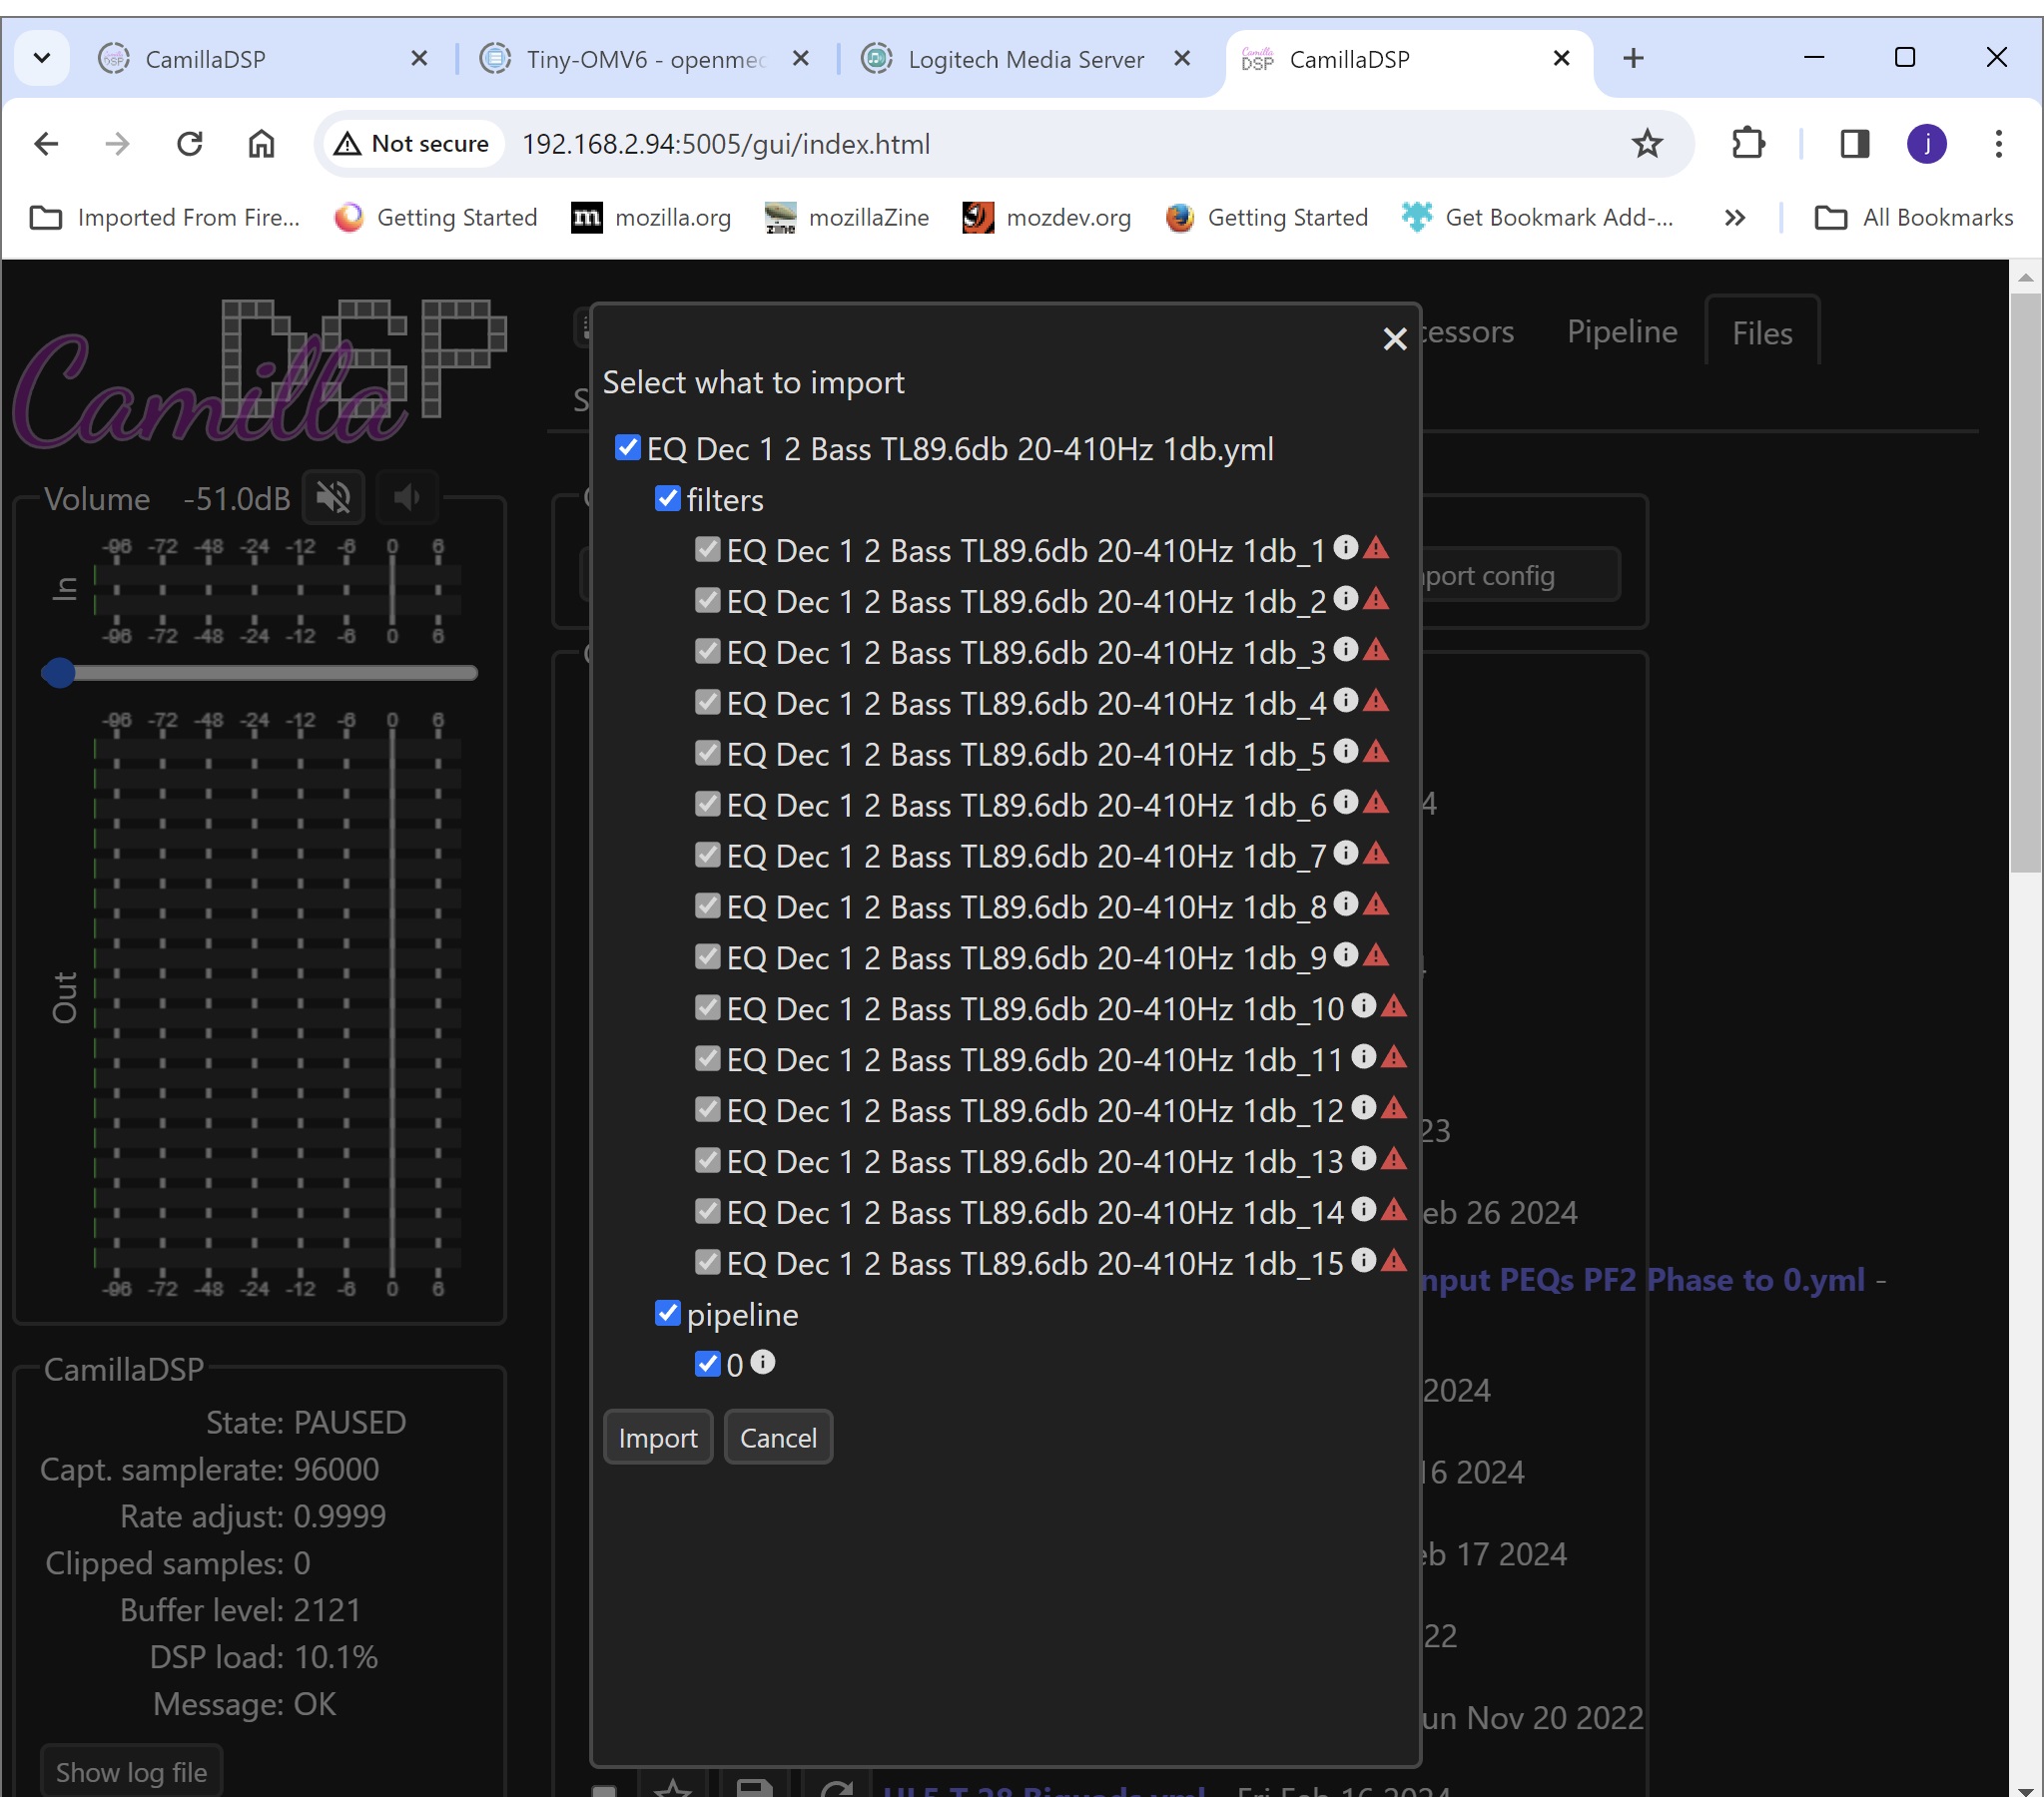 CamillaDSP
Tiny-OMV6 - openmed
Logitech Media Server
CamillaDSP
Not secure
192.168.2.94:5005/gui/index.html
j
Imported From Fire...
Getting Started
mozilla.org
mozillaZine
mozdev.org
Getting Started
Get Bookmark Add-...
All Bookmarks
Camilla DSP
cessors
Pipeline
Files
Select what to import
EQ Dec 1 2 Bass TL89.6db 20-410Hz 1db.yml
filters
EQ Dec 1 2 Bass TL89.6db 20-410Hz 1db_1
EQ Dec 1 2 Bass TL89.6db 20-410Hz 1db_2
EQ Dec 1 2 Bass TL89.6db 20-410Hz 1db_3
EQ Dec 1 2 Bass TL89.6db 20-410Hz 1db_4
EQ Dec 1 2 Bass TL89.6db 20-410Hz 1db_5
EQ Dec 1 2 Bass TL89.6db 20-410Hz 1db_6
EQ Dec 1 2 Bass TL89.6db 20-410Hz 1db_7
EQ Dec 1 2 Bass TL89.6db 20-410Hz 1db_8
EQ Dec 1 2 Bass TL89.6db 20-410Hz 1db_9
EQ Dec 1 2 Bass TL89.6db 20-410Hz 1db_10
EQ Dec 1 2 Bass TL89.6db 20-410Hz 1db_11
EQ Dec 1 2 Bass TL89.6db 20-410Hz 1db_12
EQ Dec 1 2 Bass TL89.6db 20-410Hz 1db_13
EQ Dec 1 2 Bass TL89.6db 20-410Hz 1db_14
EQ Dec 1 2 Bass TL89.6db 20-410Hz 1db_15
pipeline
0
Import
Cancel
Volume -51.0dB
-96 -72 -48 -24 -12 -6 0 6
In
-96 -72 -48 -24 -12 -6 0 6
-96 -72 -48 -24 -12 -6 0 6
Out
-96 -72 -48 -24 -12 -6 0 6
CamillaDSP
State: PAUSED
Capt. samplerate: 96000
Rate adjust: 0.9999
Clipped samples: 0
Buffer level: 2121
DSP load: 10.1%
Message: OK
Show log file
port config
4
23
eb 26 2024
nput PEQs PF2 Phase to 0.yml -
2024
16 2024
eb 17 2024
22
un Nov 20 2022
Fri Feb 16 2024